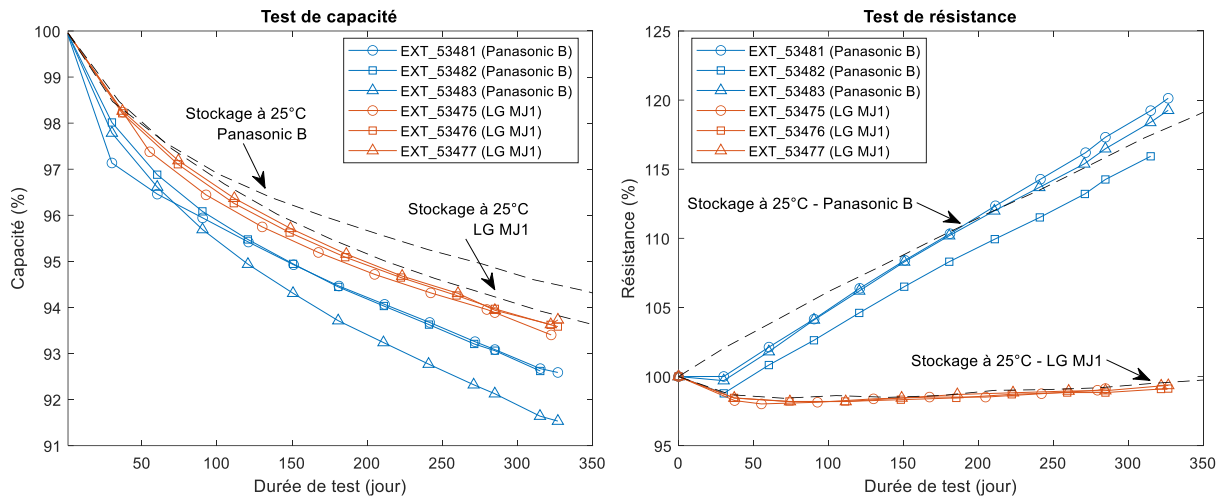 Test de capacité
100
99
98
97
96
95
94
93
92
91
Capacité (%)
50
100
150
200
250
300
350
Durée de test (jour)
EXT_53481 (Panasonic B)
EXT_53482 (Panasonic B)
EXT_53483 (Panasonic B)
EXT_53475 (LG MJ1)
EXT_53476 (LG MJ1)
EXT_53477 (LG MJ1)
Stockage à 25°C
Panasonic B
Stockage à 25°C
LG MJ1
Test de résistance
125
120
115
110
105
100
95
Résistance (%)
0
50
100
150
200
250
300
350
Durée de test (jour)
EXT_53481 (Panasonic B)
EXT_53482 (Panasonic B)
EXT_53483 (Panasonic B)
EXT_53475 (LG MJ1)
EXT_53476 (LG MJ1)
EXT_53477 (LG MJ1)
Stockage à 25°C - Panasonic B
Stockage à 25°C - LG MJ1